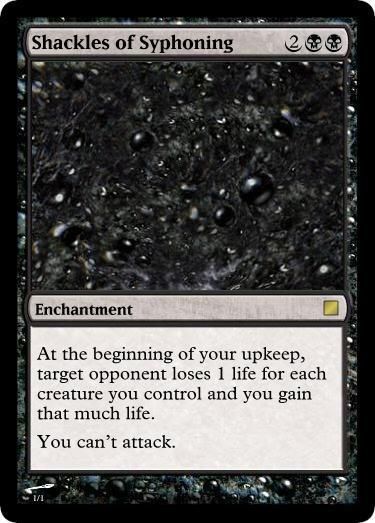 Shackles of Syphoning 2
Enchantment
At the beginning of your upkeep,
target opponent loses 1 life for each
creature you control and you gain
that much life.
You can't attack.
1/1